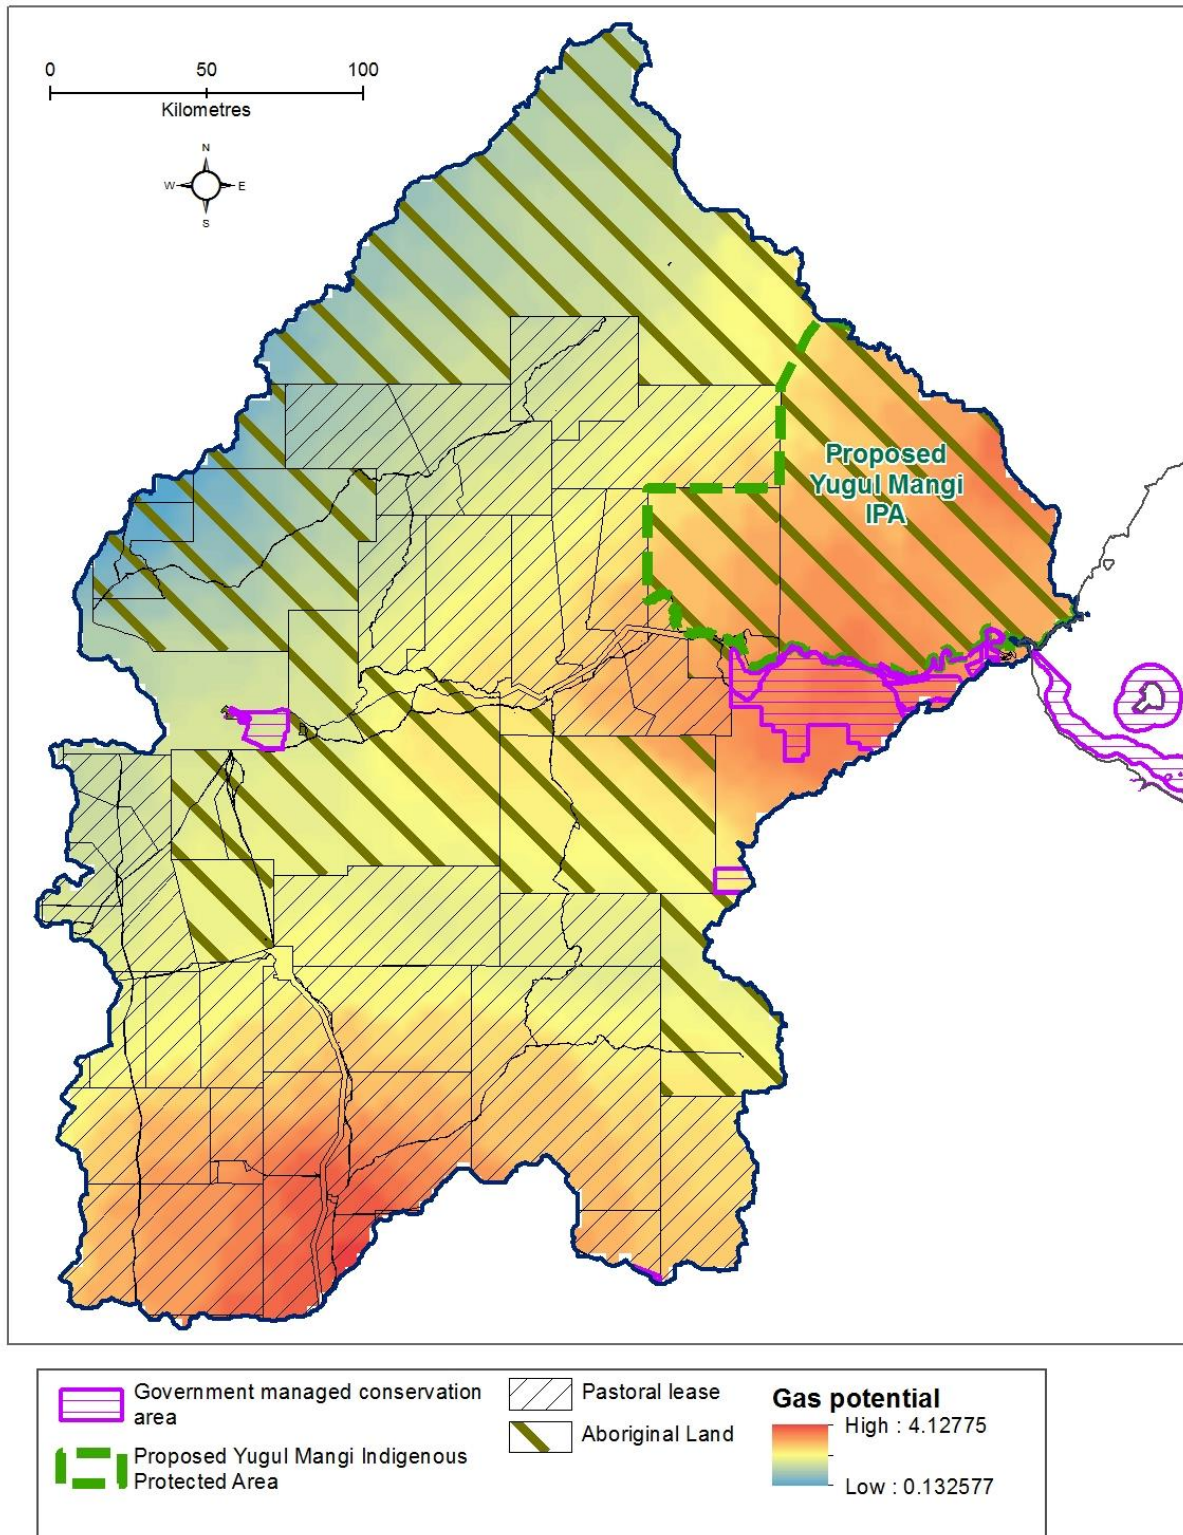 0 50 100
Kilometres
N
W E
S
Proposed
Yugul Mangi
IPA
Government managed conservation
area
Proposed Yugul Mangi Indigenous
Protected Area
Pastoral lease
Aboriginal Land
Gas potential
High : 4.12775
Low : 0.132577